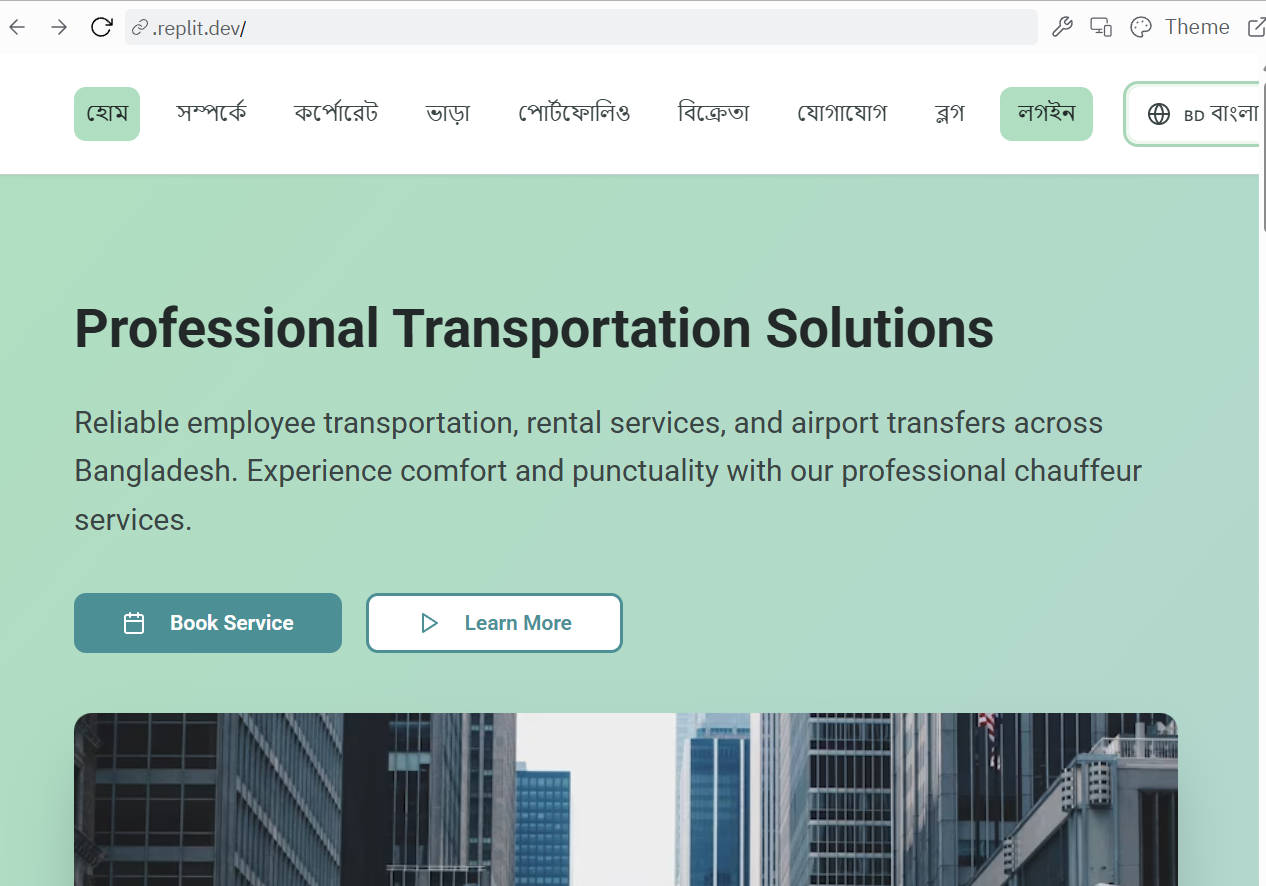 .replit.dev/
Theme
হোম সম্পর্কে কর্পোরেট ভাড়া পোর্টফোলিও বিক্রেতা যোগাযোগ ব্লগ লগইন BD বাংলা
Professional Transportation Solutions
Reliable employee transportation, rental services, and airport transfers across
Bangladesh. Experience comfort and punctuality with our professional chauffeur
services.
Book Service
Learn More